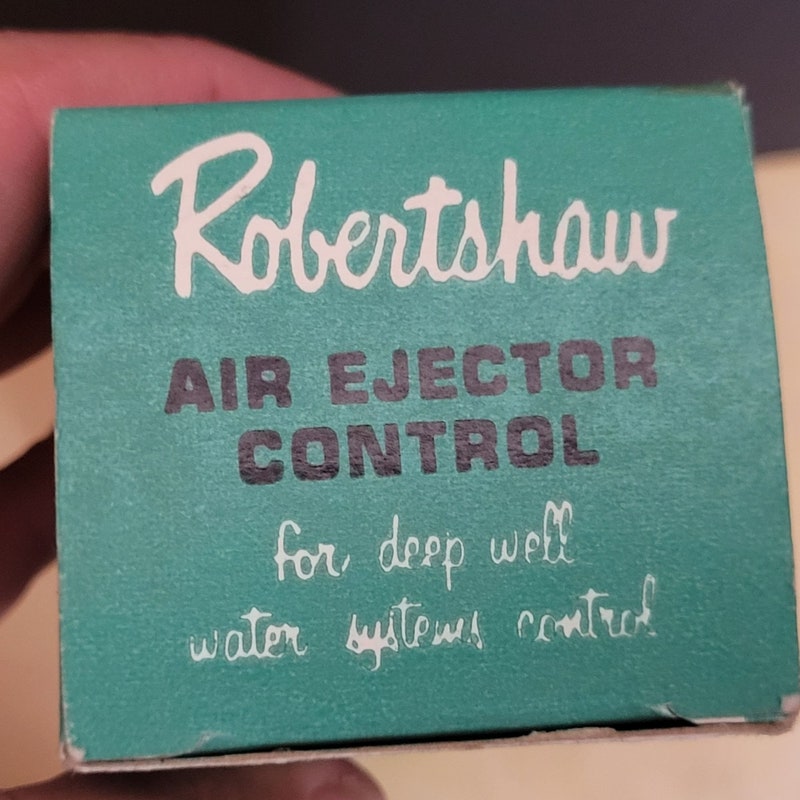 Robertshaw
AIR EJECTOR
CONTROL
for deep well
water systems control